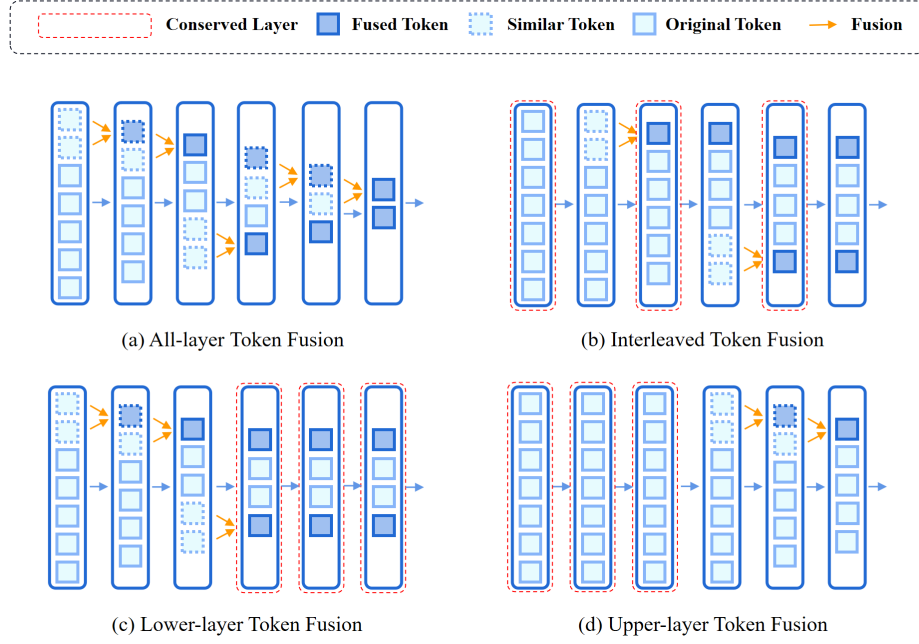 Conserved Layer Fused Token Similar Token Original Token Fusion
(a) All-layer Token Fusion
(b) Interleaved Token Fusion
(c) Lower-layer Token Fusion
(d) Upper-layer Token Fusion